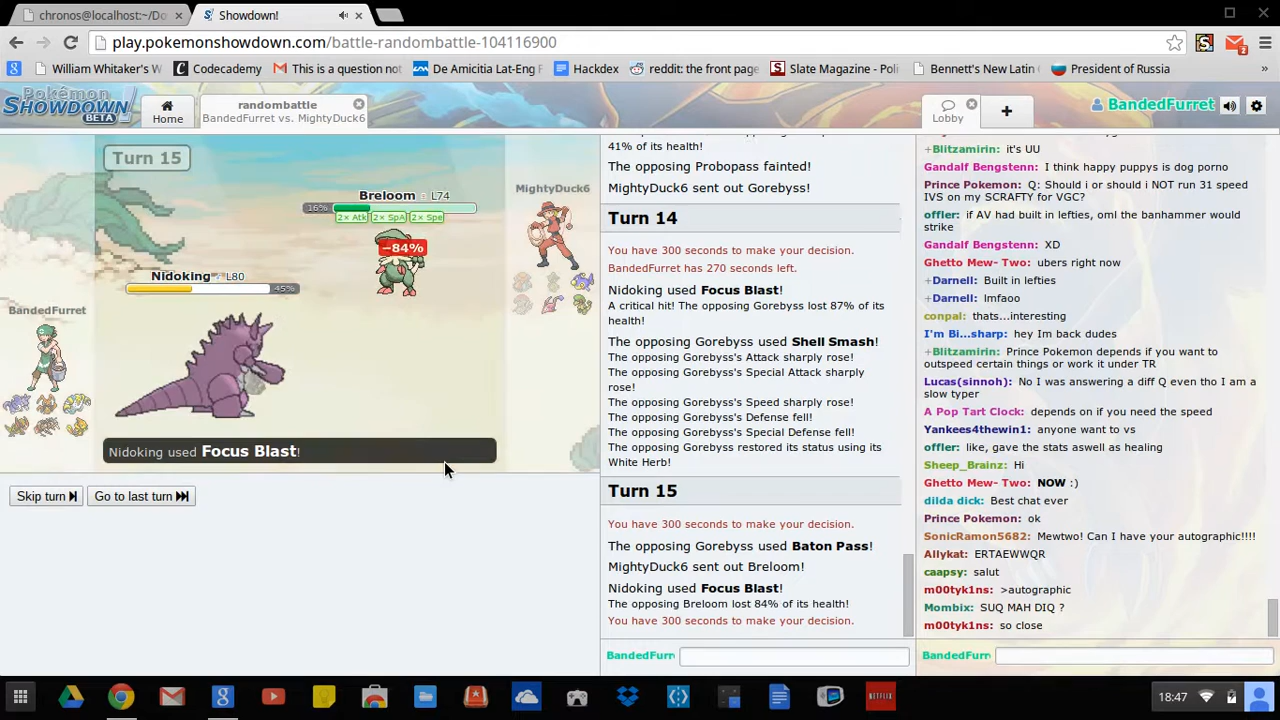 chronos@localhost:~/Do
Showdown!
play.pokemonshowdown.com/battle-randombattle-104116900
William Whitaker's W
Codecademy
This is a question not
De Amicitia Lat-Eng F
Hackdex
reddit: the front page
Slate Magazine - Poli
Bennett's New Latin
President of Russia
»
Pokémon
SHOWDOWN!
BETA
Home
randombattle
BandedFurret vs. MightyDuck6
Lobby
BandedFurret
Turn 15
Breloom L74
16%
2× Atk 2× SpA 2× Spe
−84%
MightyDuck6
Nidoking L80
45%
BandedFurret
Nidoking used Focus Blast!
Skip turn
Go to last turn
41% of its health!
The opposing Probopass fainted!
MightyDuck6 sent out Gorebyss!
Turn 14
You have 300 seconds to make your decision.
BandedFurret has 270 seconds left.
Nidoking used Focus Blast!
A critical hit! The opposing Gorebyss lost 87% of its
health!
The opposing Gorebyss used Shell Smash!
The opposing Gorebyss's Attack sharply rose!
The opposing Gorebyss's Special Attack sharply
rose!
The opposing Gorebyss's Speed sharply rose!
The opposing Gorebyss's Defense fell!
The opposing Gorebyss's Special Defense fell!
The opposing Gorebyss restored its status using its
White Herb!
Turn 15
You have 300 seconds to make your decision.
The opposing Gorebyss used Baton Pass!
MightyDuck6 sent out Breloom!
Nidoking used Focus Blast!
The opposing Breloom lost 84% of its health!
You have 300 seconds to make your decision.
BandedFurre
+Blitzamirin: it's UU
Gandalf Bengstenn: I think happy puppys is dog porno
Prince Pokemon: Q: Should i or should i NOT run 31 speed
IVS on my SCRAFTY for VGC?
offler: if AV had built in lefties, oml the banhammer would
strike
Gandalf Bengstenn: XD
Ghetto Mew- Two: ubers right now
+Darnell: Built in lefties
+Darnell: lmfaoo
conpal: thats...interesting
I'm Bi...sharp: hey Im back dudes
+Blitzamirin: Prince Pokemon depends if you want to
outspeed certain things or work it under TR
Lucas(sinnoh): No I was answering a diff Q even tho I am a
slow typer
A Pop Tart Clock: depends on if you need the speed
Yankees4thewin1: anyone want to vs
offler: like, gave the stats aswell as healing
Sheep_Brainz: Hi
Ghetto Mew- Two: NOW :)
dilda dick: Best chat ever
Prince Pokemon: ok
SonicRamon5682: Mewtwo! Can I have your autographic!!!!
Allykat: ERTAEWWQR
caapsy: salut
m00tyk1ns: >autographic
Mombix: SUQ MAH DIQ ?
m00tyk1ns: so close
BandedFurre
NETFLIX
18:47